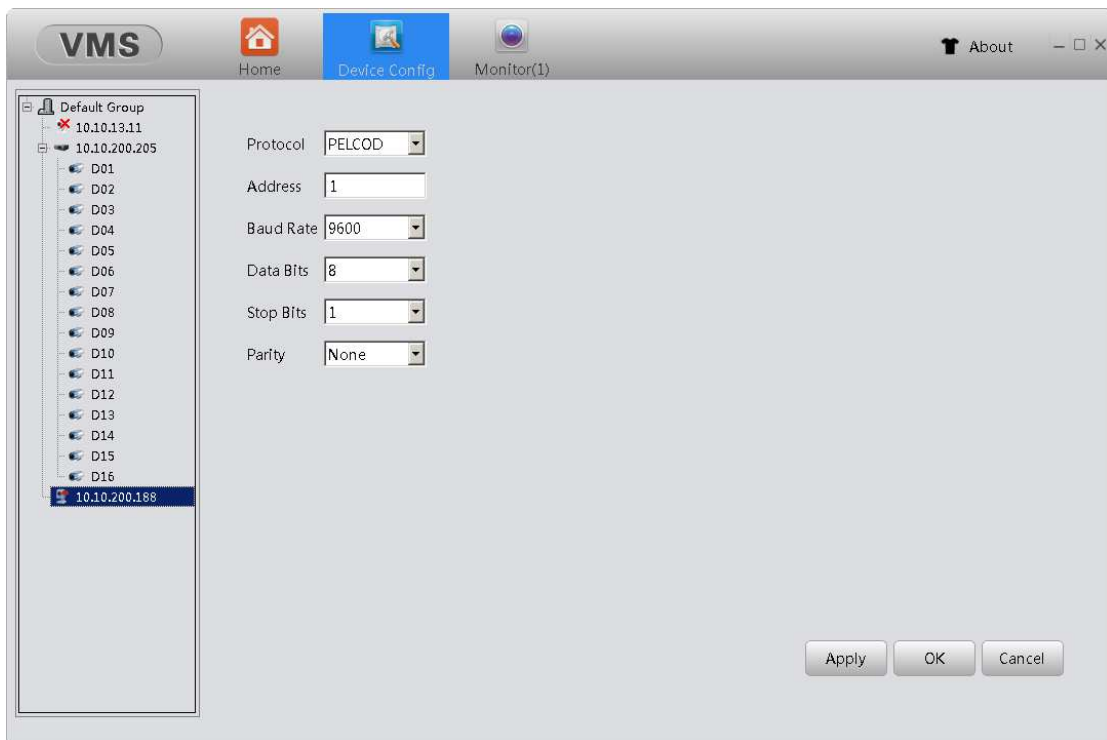 VMS
Home
Device Config
Monitor(1)
About
Default Group
10.10.13.11
10.10.200.205
D01
D02
D03
D04
D05
D06
D07
D08
D09
D10
D11
D12
D13
D14
D15
D16
10.10.200.188
Protocol PELCOD
Address 1
Baud Rate 9600
Data Bits 8
Stop Bits 1
Parity None
Apply OK Cancel